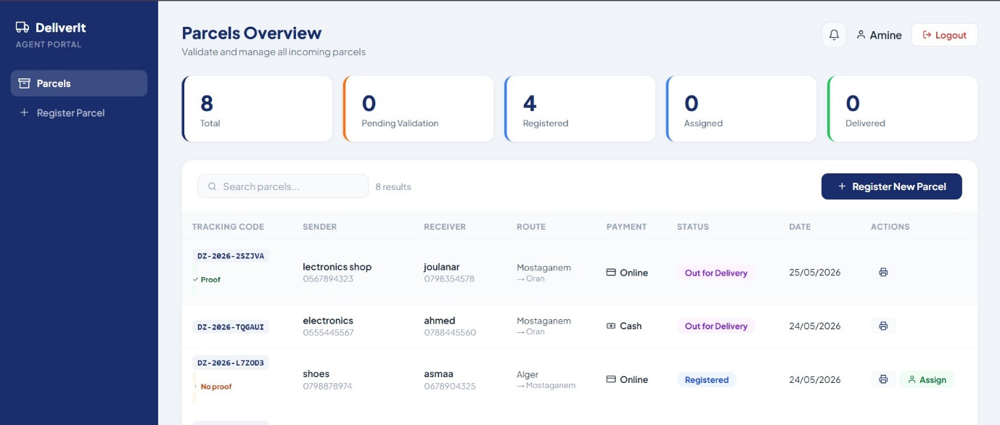 DeliverIt
AGENT PORTAL
Parcels
+ Register Parcel
Parcels Overview
Validate and manage all incoming parcels
Amine
Logout
8
Total
0
Pending Validation
4
Registered
0
Assigned
0
Delivered
Search parcels...
8 results
+ Register New Parcel
TRACKING CODE SENDER RECEIVER ROUTE PAYMENT STATUS DATE ACTIONS
DZ-2026-2SZJVA
✓ Proof
lectronics shop
0567894323
joulanar
0798354578
Mostaganem
→ Oran
Online
Out for Delivery
25/05/2026
DZ-2026-TQGAUI
electronics
0555445567
ahmed
0788445560
Mostaganem
→ Oran
Cash
Out for Delivery
24/05/2026
DZ-2026-L7ZOD3
No proof
shoes
0798878974
asmaa
0678904325
Alger
→ Mostaganem
Online
Registered
24/05/2026
Assign